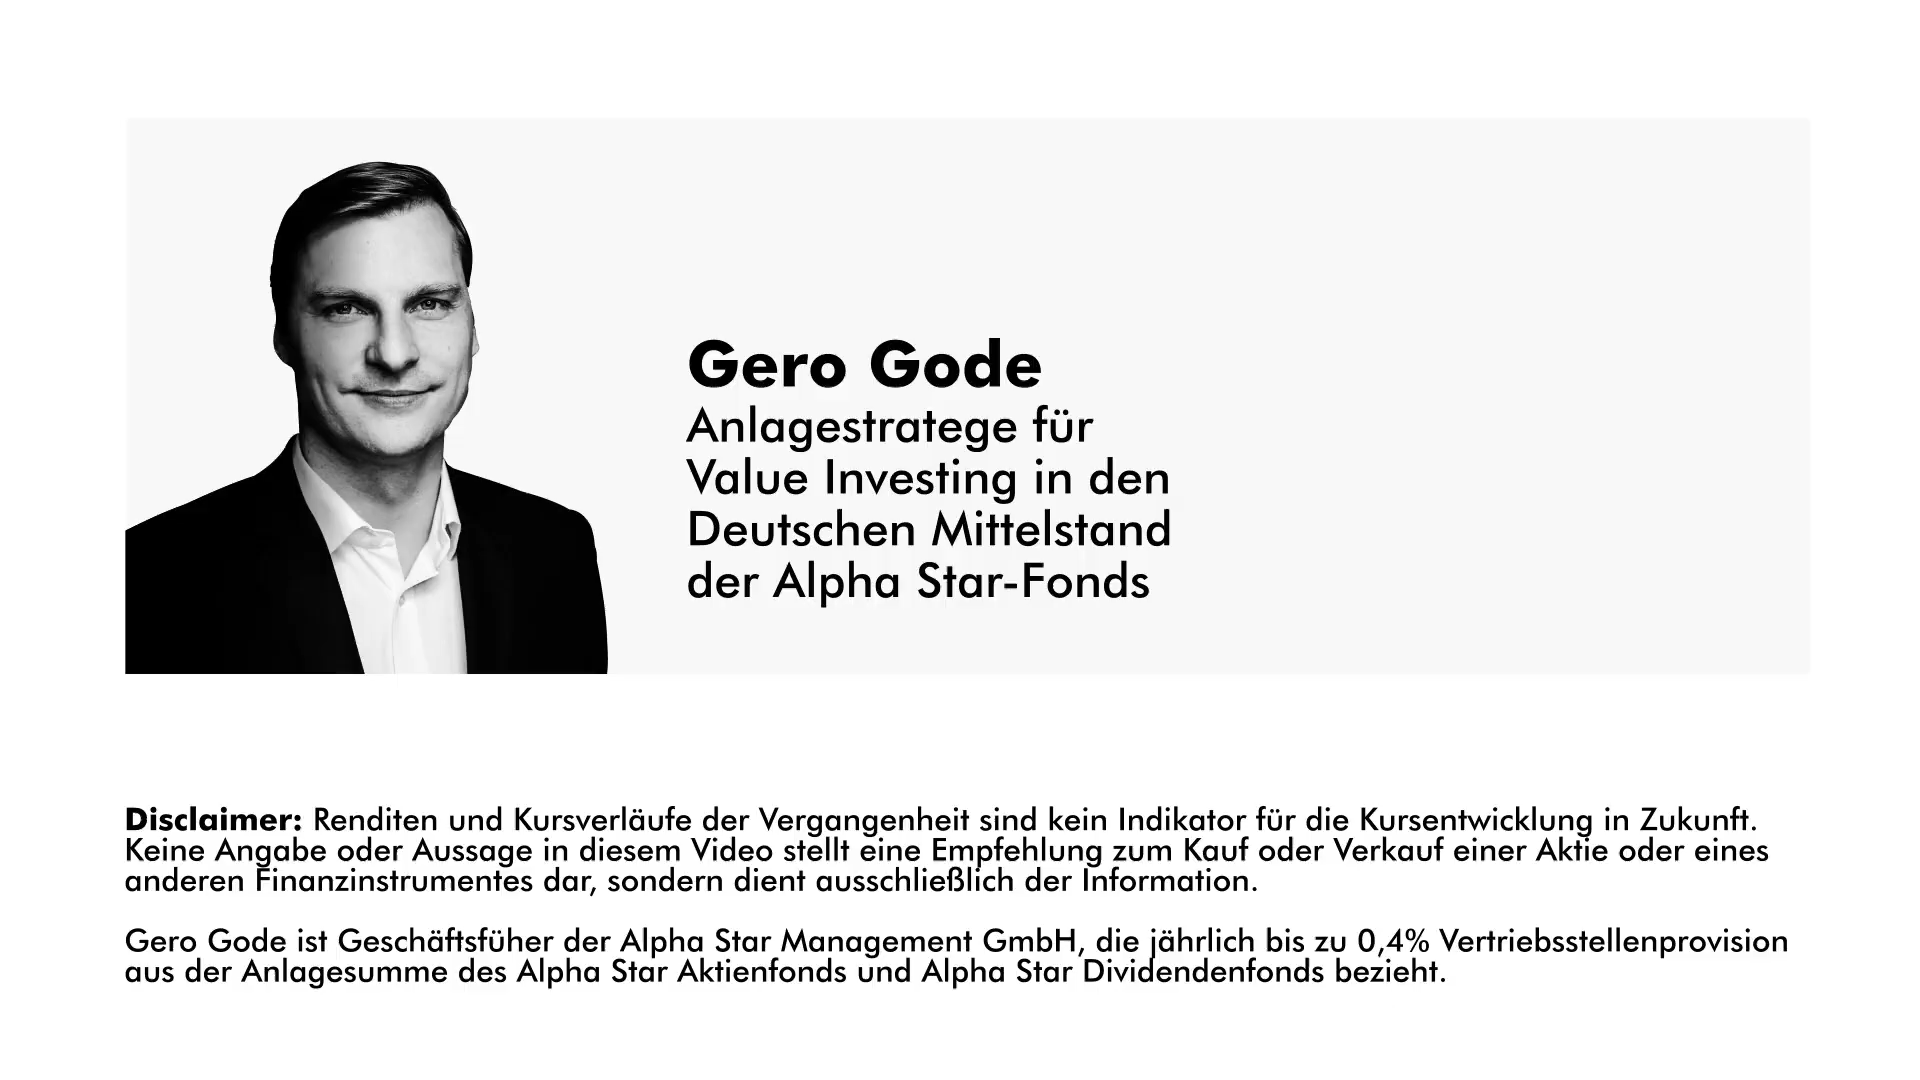 Gero Gode
Anlagestratege für
Value Investing in den
Deutschen Mittelstand
der Alpha Star-Fonds
Disclaimer: Renditen und Kursverläufe der Vergangenheit sind kein Indikator für die Kursentwicklung in Zukunft.
Keine Angabe oder Aussage in diesem Video stellt eine Empfehlung zum Kauf oder Verkauf einer Aktie oder eines
anderen Finanzinstrumentes dar, sondern dient ausschließlich der Information.
Gero Gode ist Geschäftsfüher der Alpha Star Management GmbH, die jährlich bis zu 0,4% Vertriebsstellenprovision
aus der Anlagesumme des Alpha Star Aktienfonds und Alpha Star Dividendenfonds bezieht.